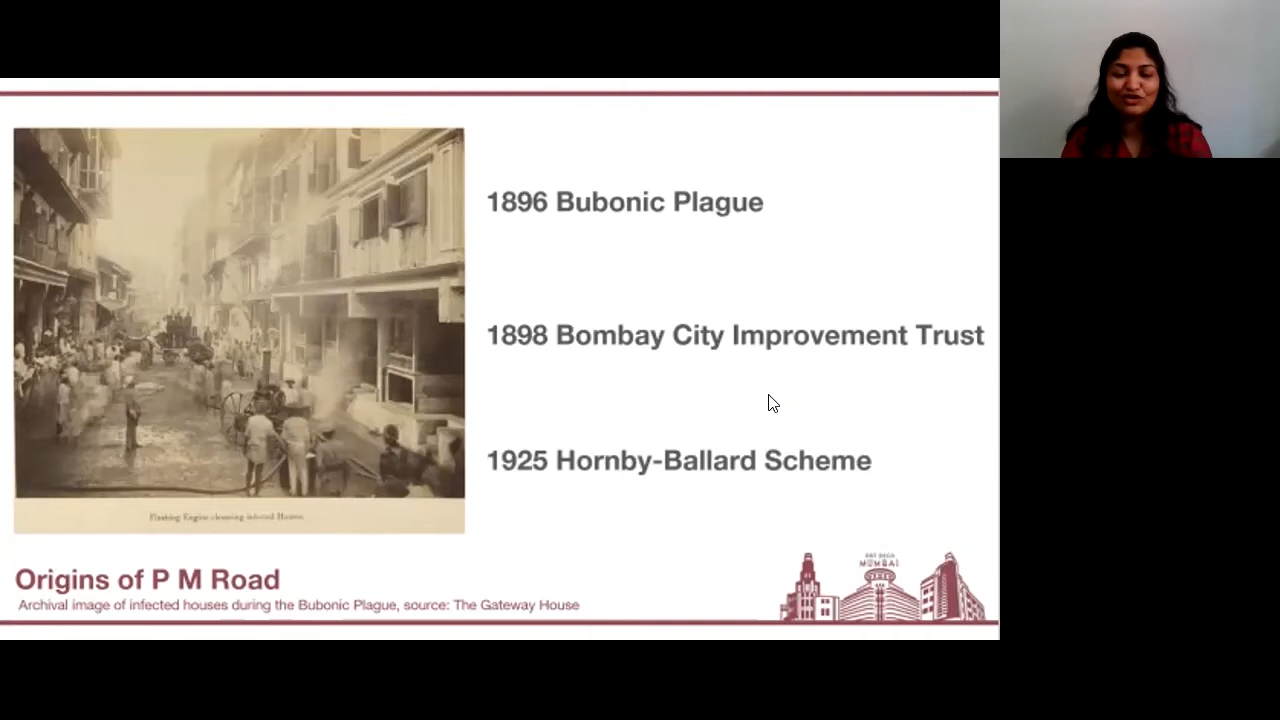 1896 Bubonic Plague
1898 Bombay City Improvement Trust
1925 Hornby-Ballard Scheme
Flushing Engine cleansing infected Houses.
Origins of P M Road
Archival image of infected houses during the Bubonic Plague, source: The Gateway House
ART DECO
MUMBAI